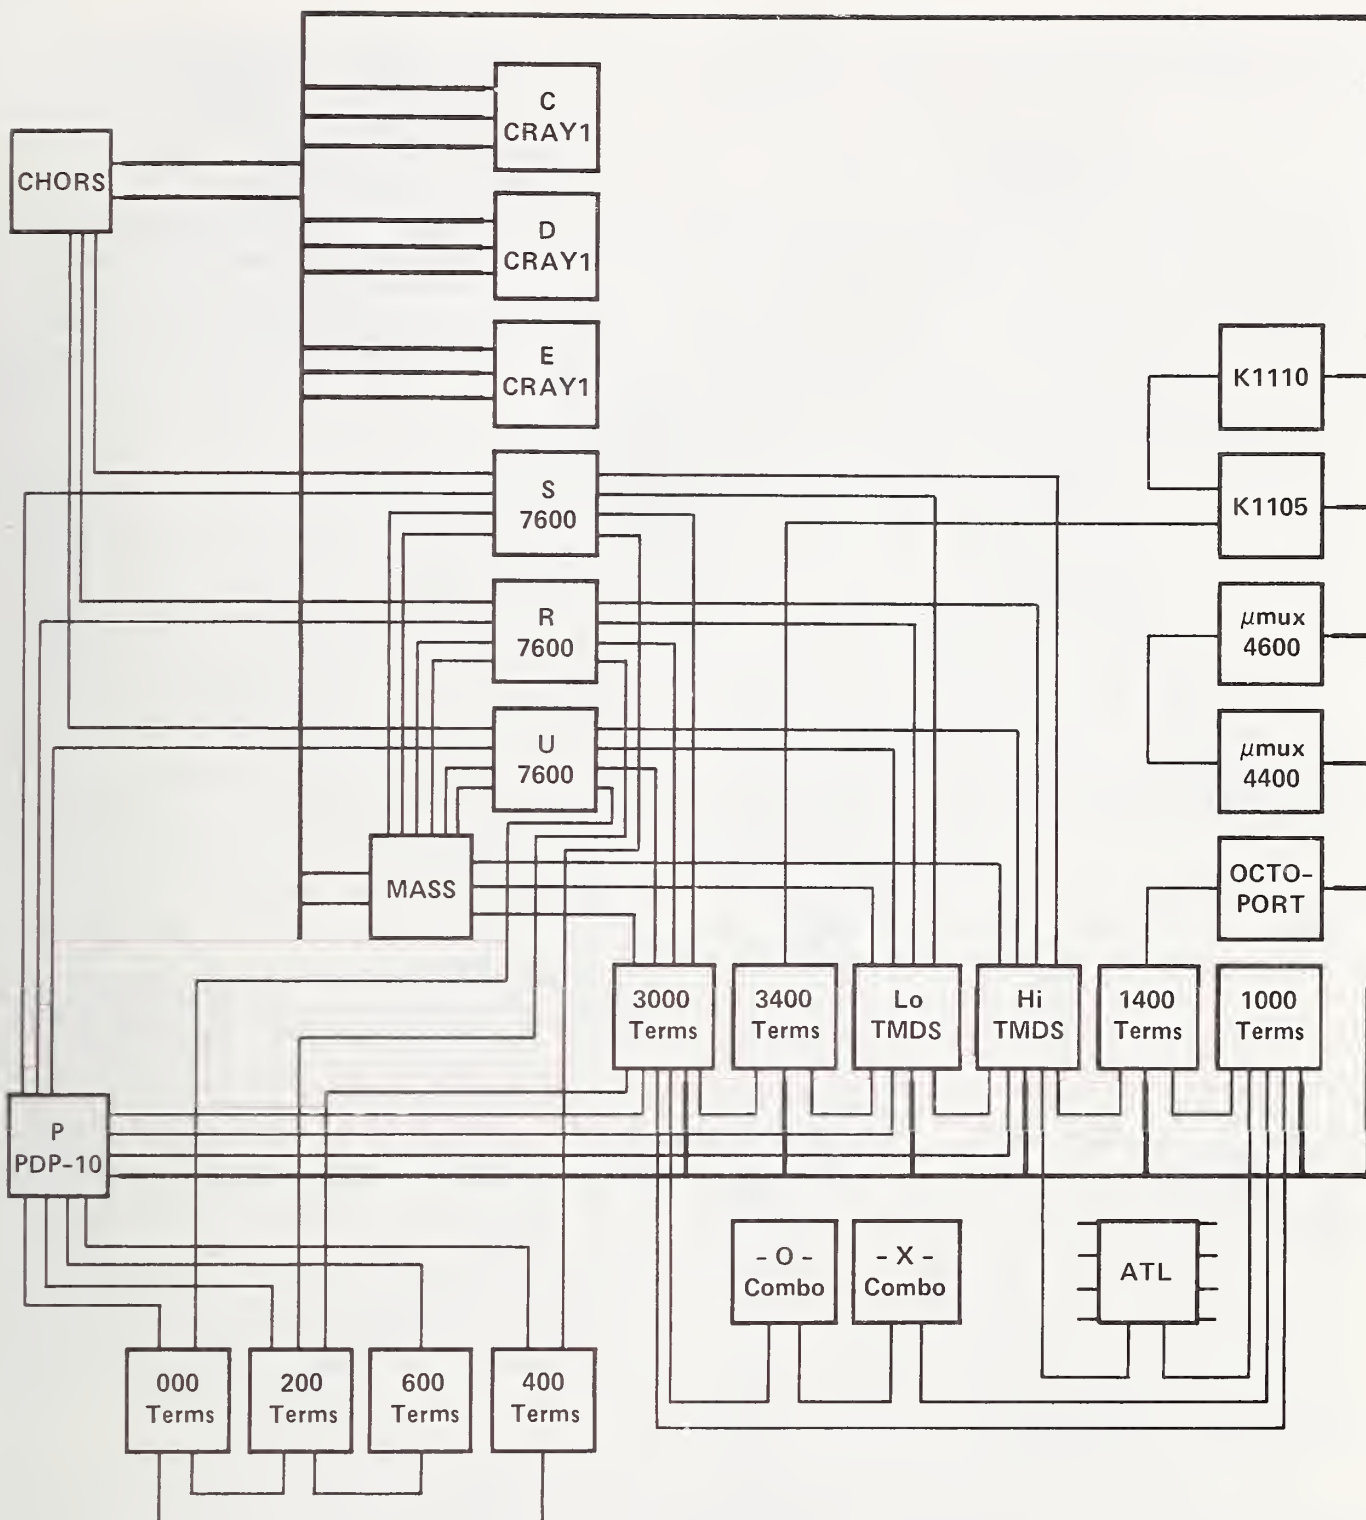 C
CRAY1
CHORS
D
CRAY1
E
CRAY1
K1110
S
7600
K1105
R
7600
μmux
4600
U
7600
μmux
4400
MASS
OCTO-
PORT
3000
Terms
3400
Terms
Lo
TMDS
Hi
TMDS
1400
Terms
1000
Terms
P
PDP-10
- O -
Combo
- X -
Combo
ATL
000
Terms
200
Terms
600
Terms
400
Terms